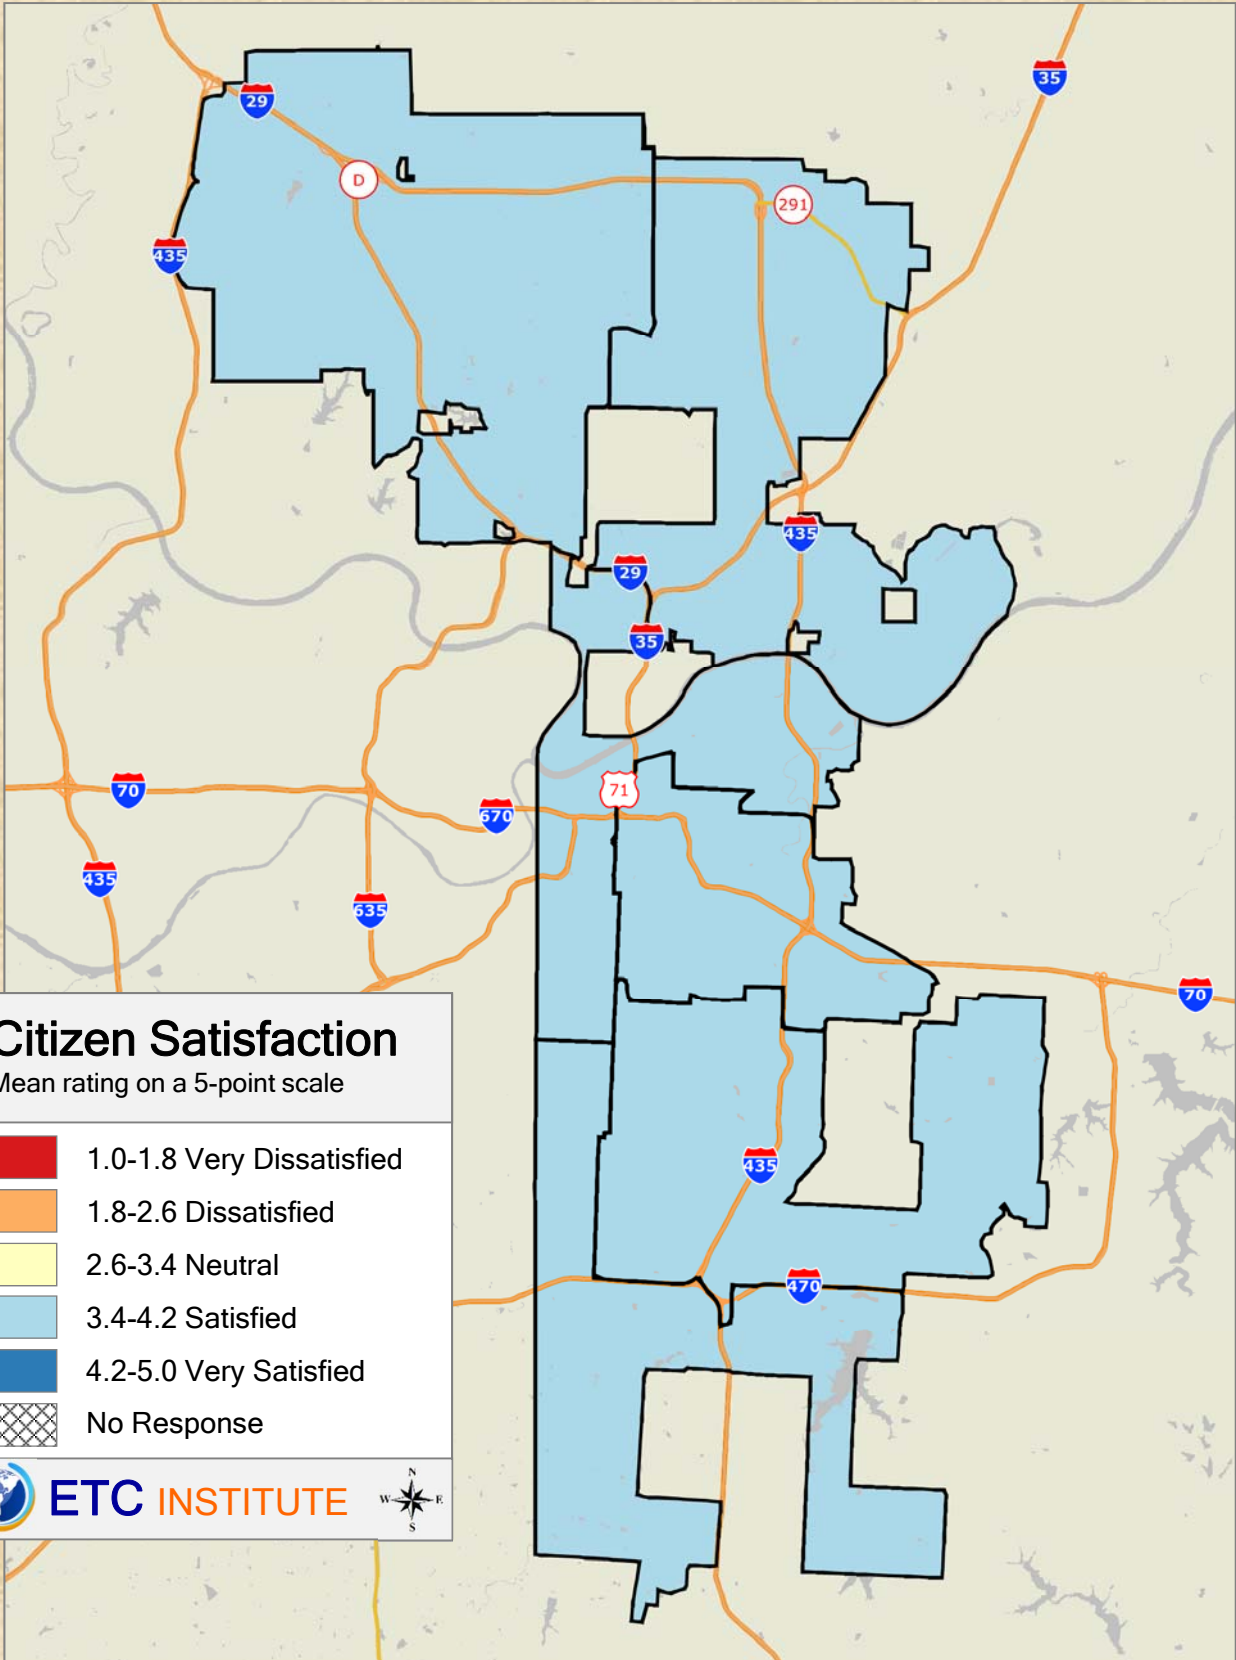 35
29
D
291
435
435
29
35
70
71
670
435
635
70
Citizen Satisfaction
Mean rating on a 5-point scale
1.0-1.8 Very Dissatisfied
435
1.8-2.6 Dissatisfied
2.6-3.4 Neutral
470
3.4-4.2 Satisfied
4.2-5.0 Very Satisfied
No Response
ETC INSTITUTE
N
W E
S